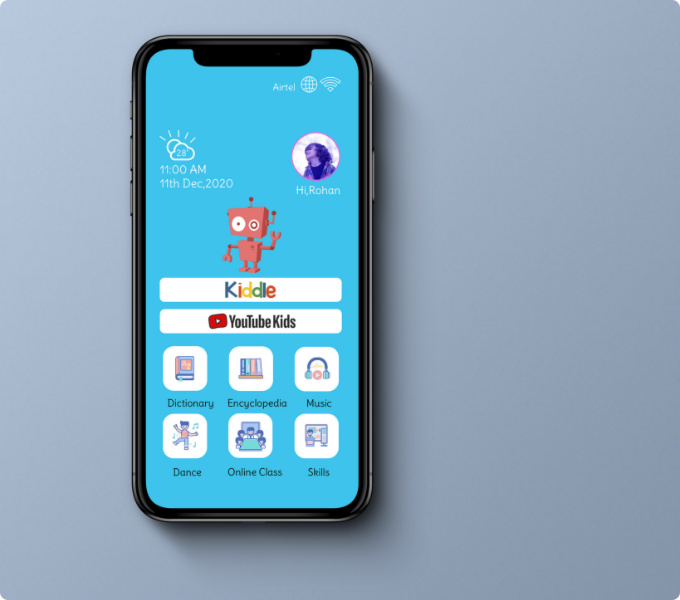 Airtel
28°
11:00 AM
11th Dec,2020
Hi,Rohan
Kiddle
YouTube Kids
Dictionary Encyclopedia Music
Dance Online Class Skills